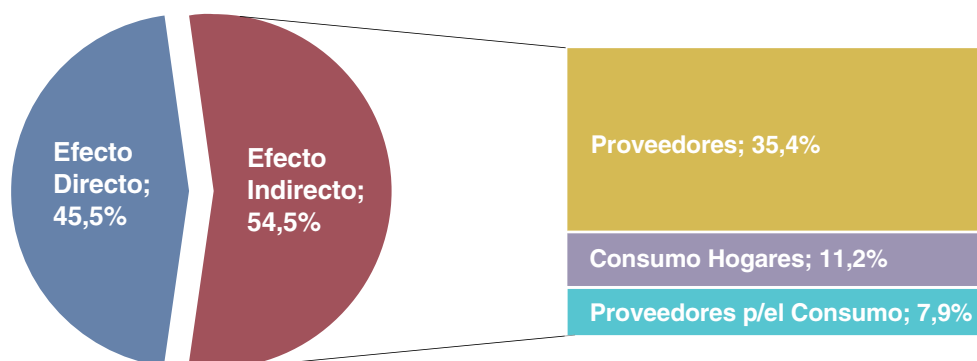 Efecto
Directo;
45,5%
Efecto
Indirecto;
54,5%
Proveedores; 35,4%
Consumo Hogares; 11,2%
Proveedores p/el Consumo; 7,9%